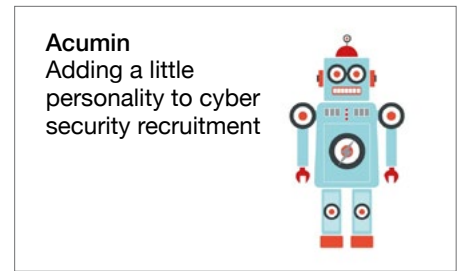 Acumin
Adding a little
personality to cyber
security recruitment